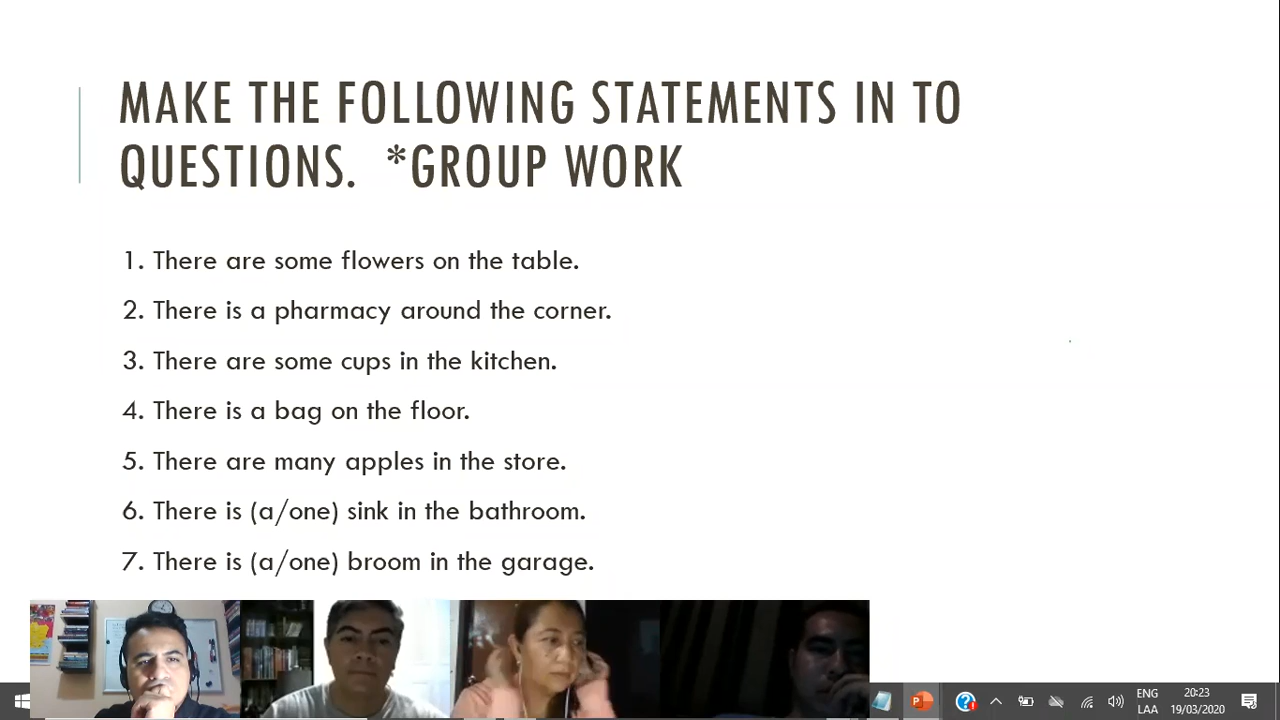 MAKE THE FOLLOWING STATEMENTS IN TO
QUESTIONS. *GROUP WORK
1. There are some flowers on the table.
2. There is a pharmacy around the corner.
3. There are some cups in the kitchen.
4. There is a bag on the floor.
5. There are many apples in the store.
6. There is (a/one) sink in the bathroom.
7. There is (a/one) broom in the garage.
ENG
LAA
20:23
19/03/2020